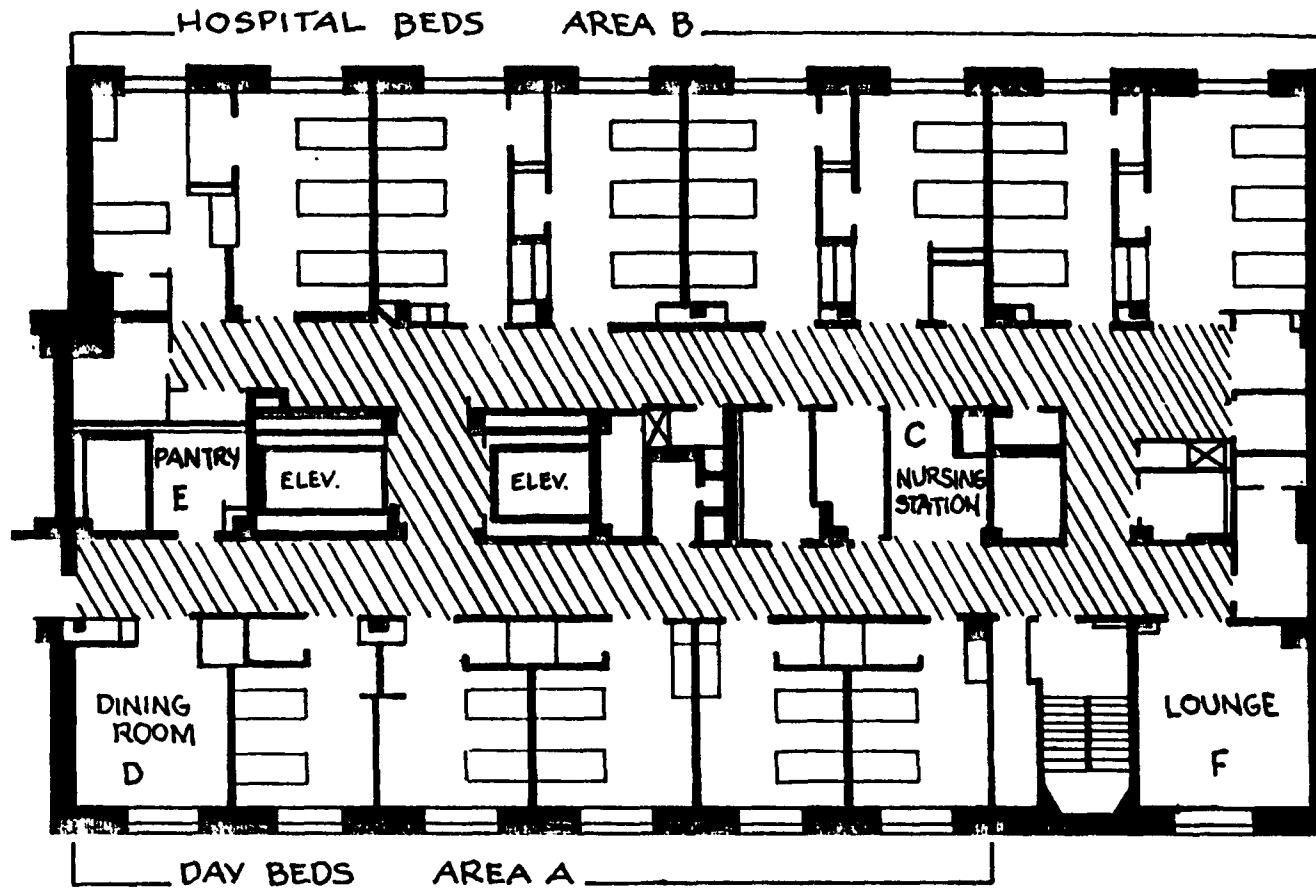 HOSPITAL BEDS AREA B
PANTRY
E
ELEV.
ELEV.
C
NURSING
STATION
DINING
ROOM
D
LOUNGE
F
DAY BEDS AREA A